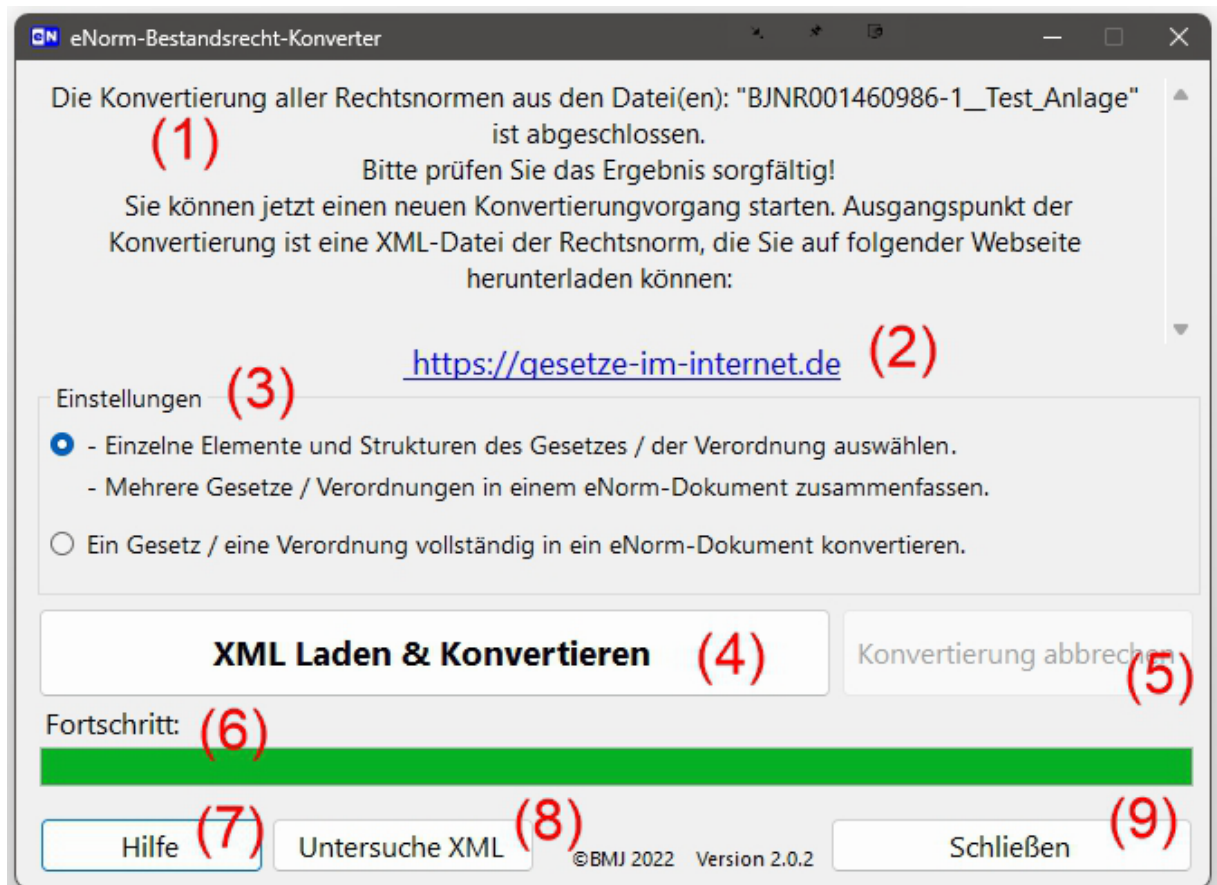 eN eNorm-Bestandsrecht-Konverter
Die Konvertierung aller Rechtsnormen aus den Datei(en): "BJNR001460986-1__Test_Anlage"
(1)
ist abgeschlossen.
Bitte prüfen Sie das Ergebnis sorgfältig!
Sie können jetzt einen neuen Konvertierungvorgang starten. Ausgangspunkt der
Konvertierung ist eine XML-Datei der Rechtsnorm, die Sie auf folgender Webseite
herunterladen können:
https://gesetze-im-internet.de (2)
Einstellungen (3)
- Einzelne Elemente und Strukturen des Gesetzes / der Verordnung auswählen.
- Mehrere Gesetze / Verordnungen in einem eNorm-Dokument zusammenfassen.
Ein Gesetz / eine Verordnung vollständig in ein eNorm-Dokument konvertieren.
XML Laden & Konvertieren (4) Konvertierung abbrechen (5)
Fortschritt: (6)
Hilfe (7) Untersuche XML (8) ©BMJ 2022 Version 2.0.2 Schließen (9)